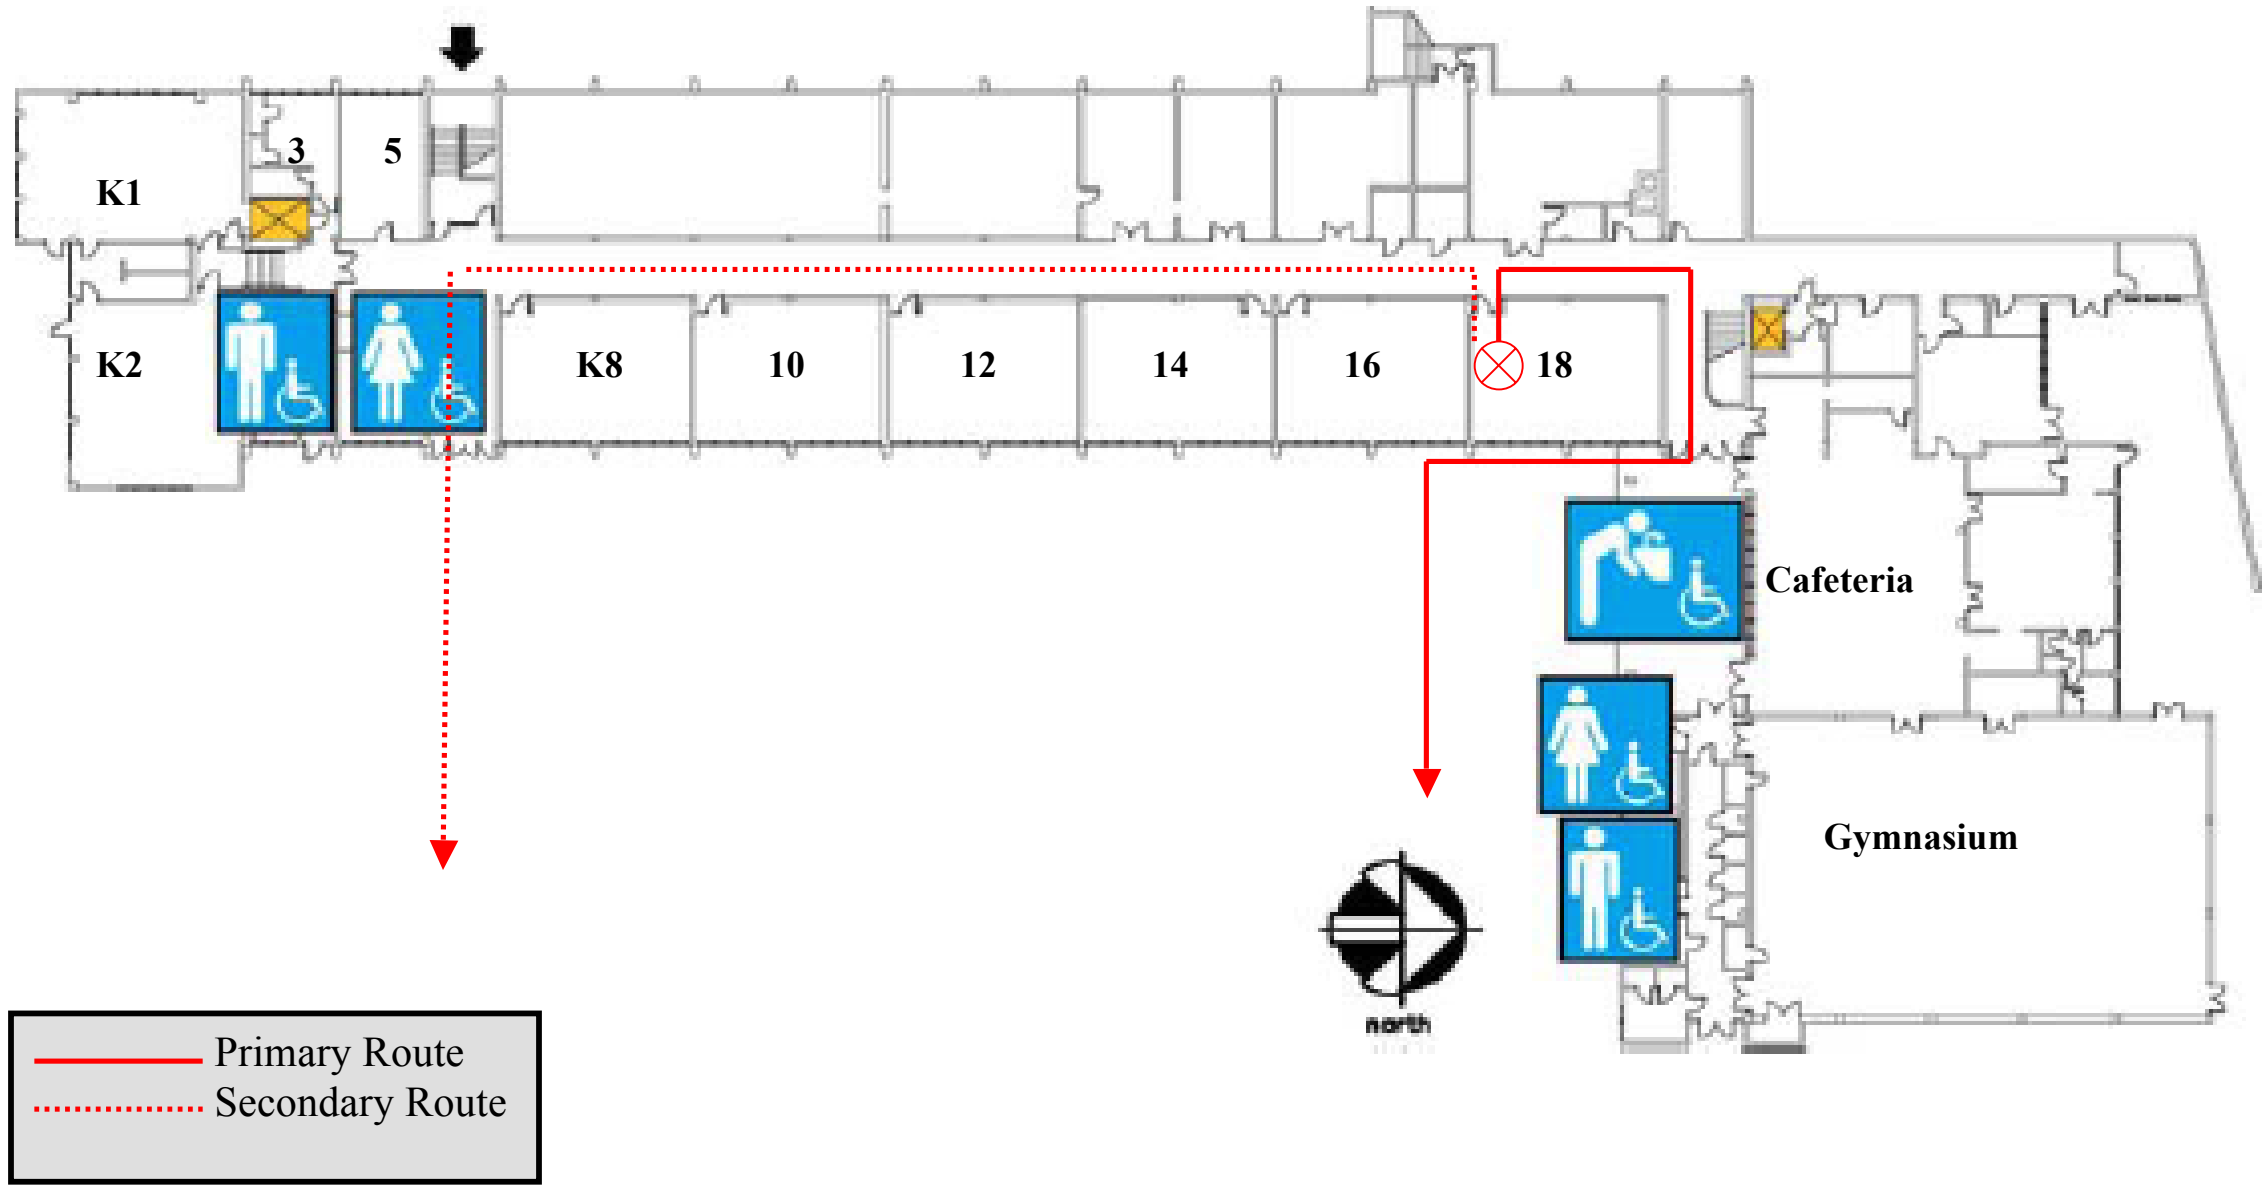 3
5
K1
K2
K8
10
12
14
16
18
Cafeteria
Gymnasium
north
Primary Route
Secondary Route